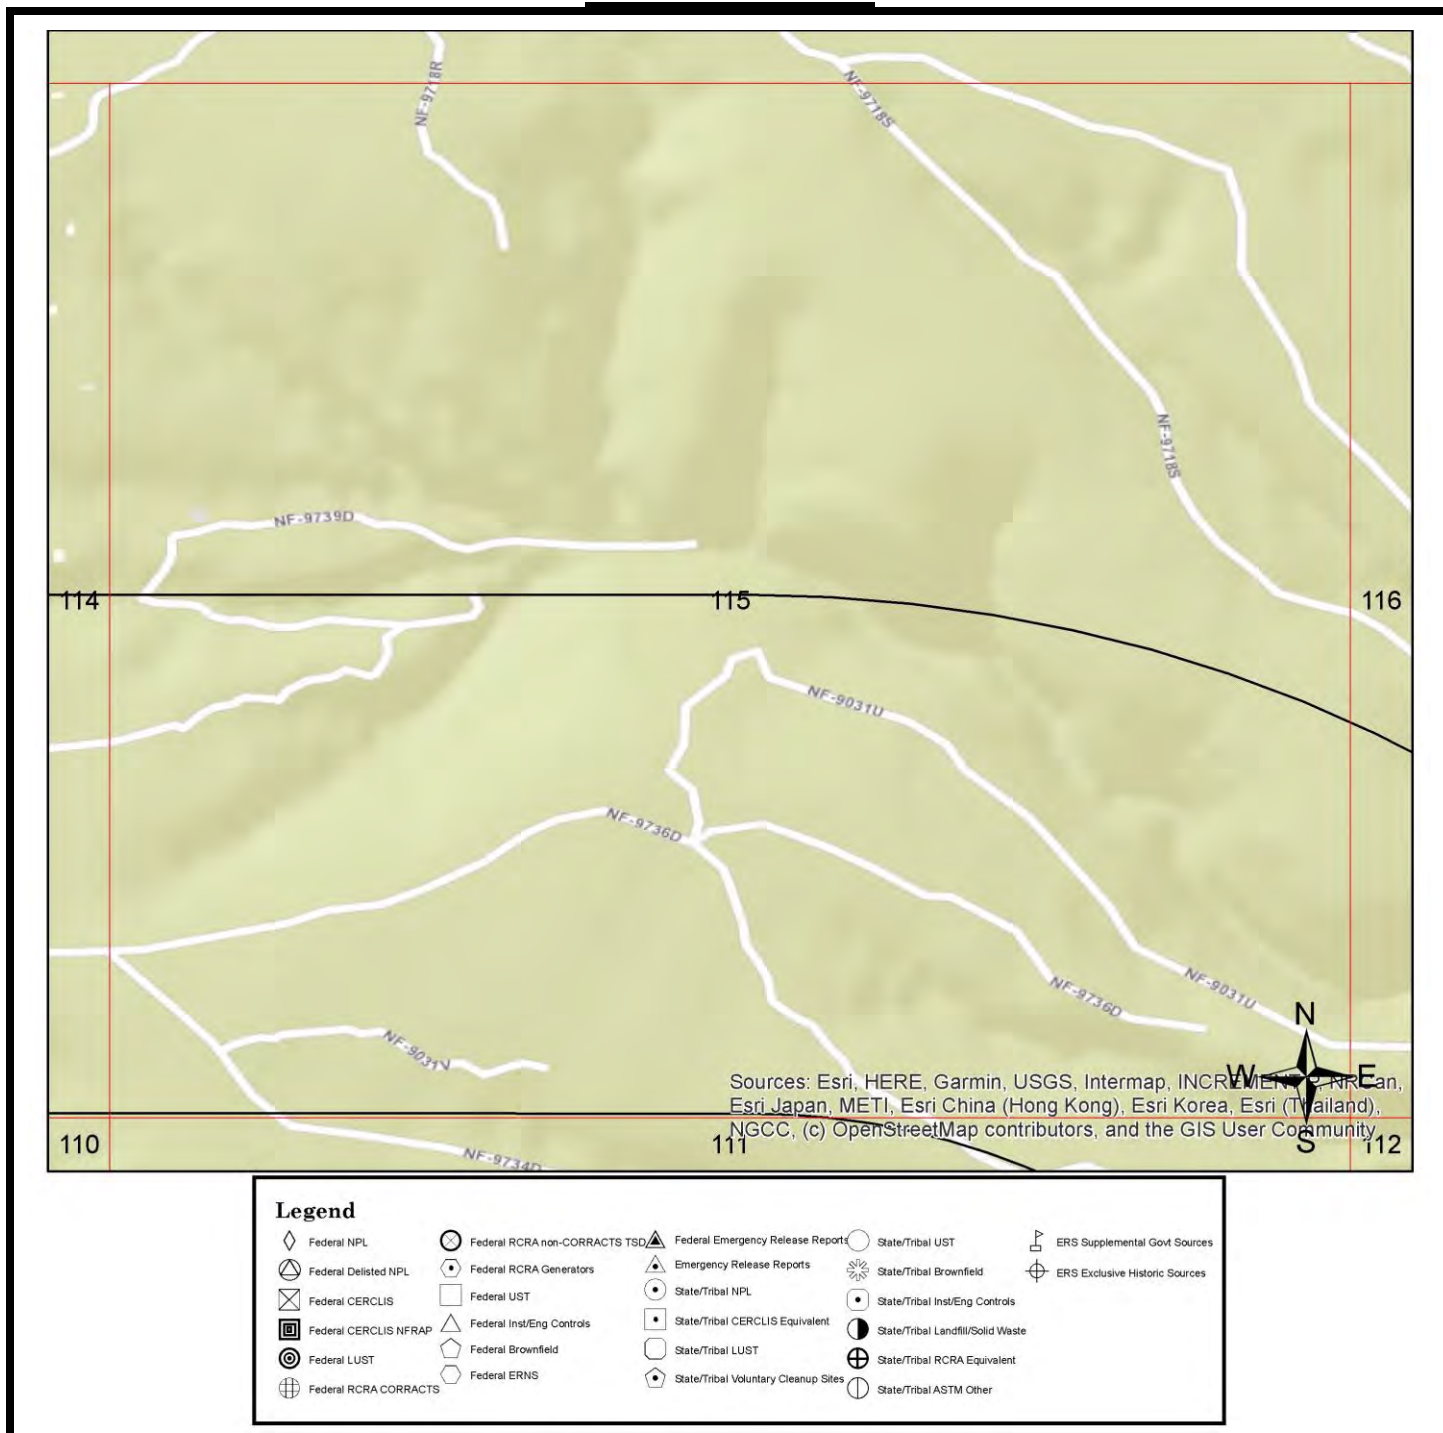 NF-9718R
NF-9718S
NF-9718S
NF-9739D
114
115
116
NF-9031U
NF-9736D
NF-9736D
NF-9031U
N
W
E
S
NF-9031V
Sources: Esri, HERE, Garmin, USGS, Intermap, INCREMENT P, NRCan,
Esri Japan, METI, Esri China (Hong Kong), Esri Korea, Esri (Thailand),
NGCC, (c) OpenStreetMap contributors, and the GIS User Community
110
111
112
NF-9734D
Legend
Federal NPL
Federal Delisted NPL
Federal CERCLIS
Federal CERCLIS NFRAP
Federal LUST
Federal RCRA CORRACTS
Federal RCRA non-CORRACTS TSD
Federal RCRA Generators
Federal UST
Federal Inst/Eng Controls
Federal Brownfield
Federal ERNS
Federal Emergency Release Reports
Emergency Release Reports
State/Tribal NPL
State/Tribal CERCLIS Equivalent
State/Tribal LUST
State/Tribal Voluntary Cleanup Sites
State/Tribal UST
State/Tribal Brownfield
State/Tribal Inst/Eng Controls
State/Tribal Landfill/Solid Waste
State/Tribal RCRA Equivalent
State/Tribal ASTM Other
ERS Supplemental Govt Sources
ERS Exclusive Historic Sources